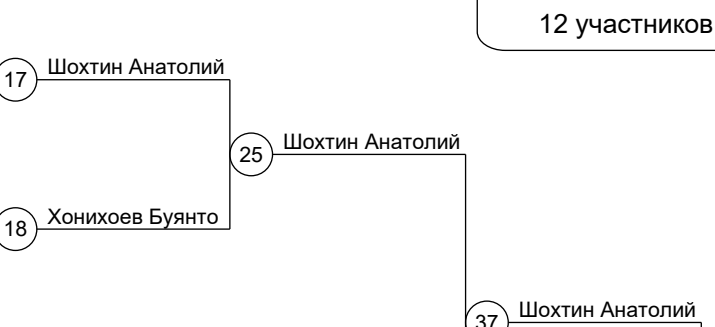 12 участников
Шохтин Анатолий
17
Шохтин Анатолий
25
Хонихоев Буянто
18
Шохтин Анатолий
37